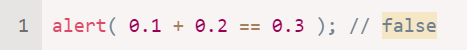 1 alert( 0.1 + 0.2 == 0.3 ); // false